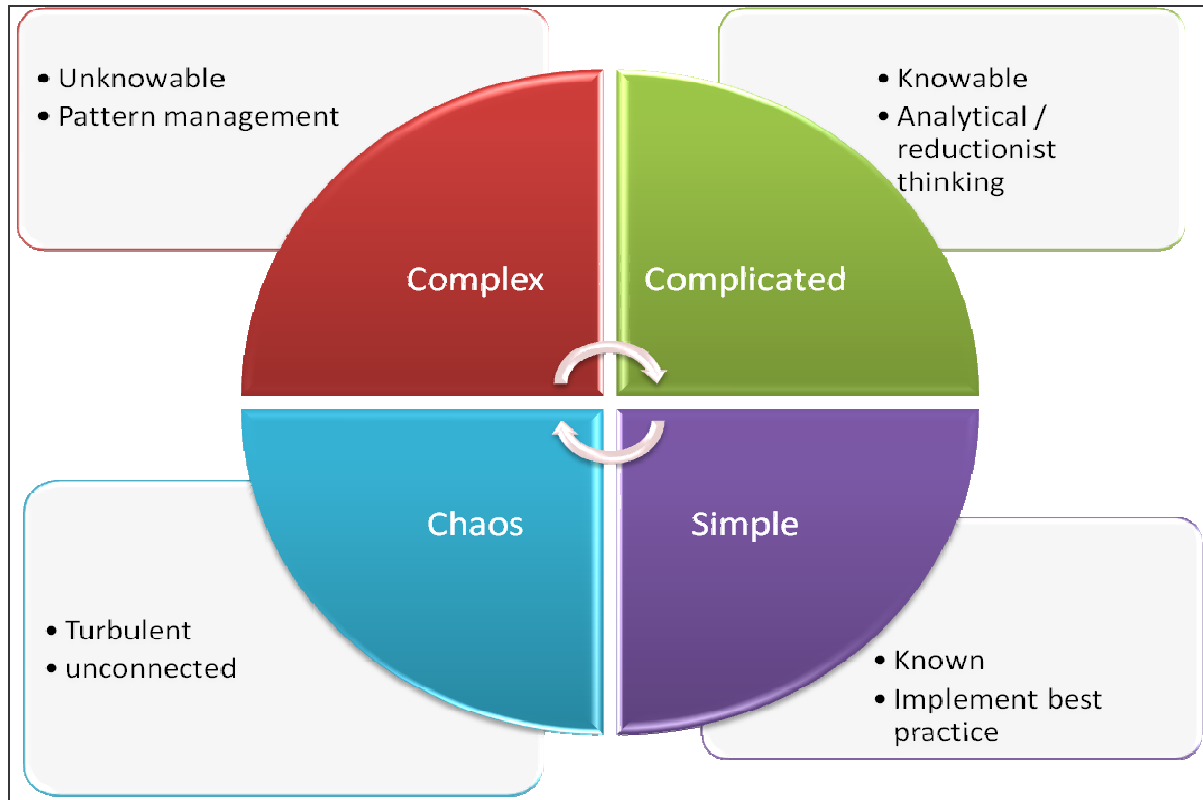 • Unknowable
• Pattern management
• Knowable
• Analytical /
reductionist
thinking
Complex
Complicated
Chaos
Simple
• Turbulent
• unconnected
• Known
• Implement best
practice